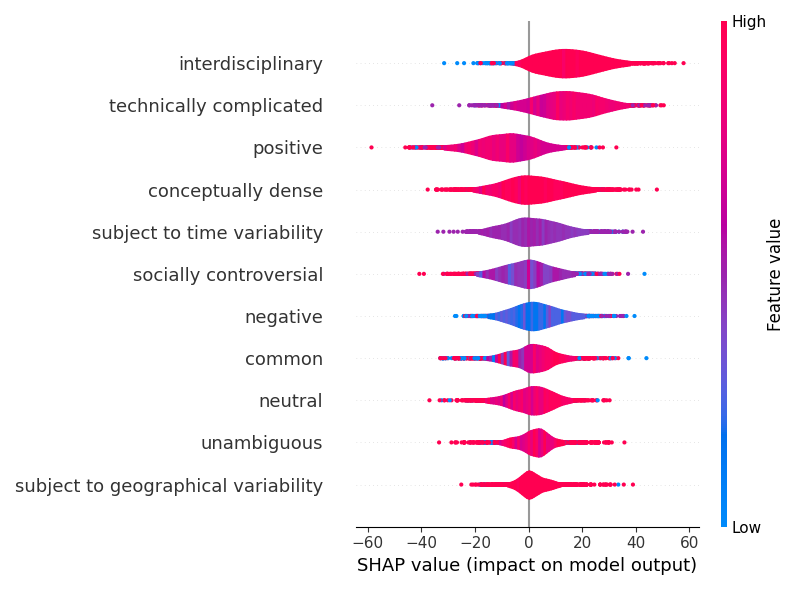 High
interdisciplinary
technically complicated
positive
conceptually dense
subject to time variability
socially controversial
negative
common
neutral
unambiguous
subject to geographical variability
Feature value
Low
−60 −40 −20 0 20 40 60
SHAP value (impact on model output)